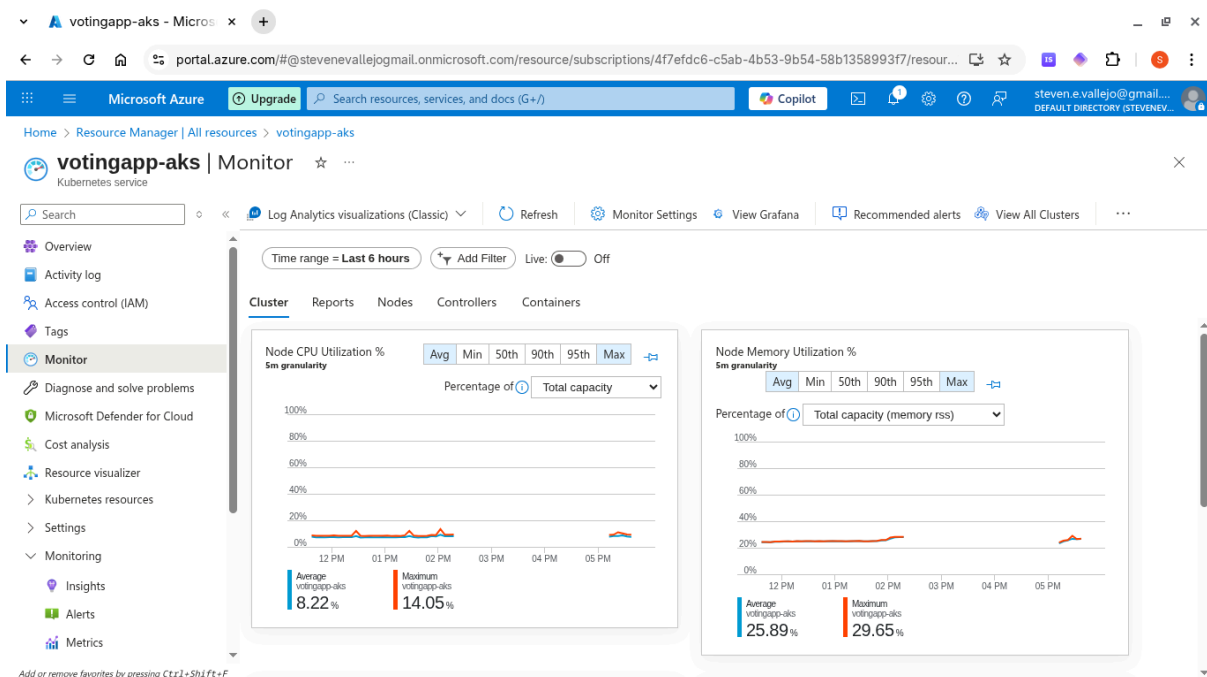 votingapp-aks - Micros
portal.azure.com/#@stevenevallejogmail.onmicrosoft.com/resource/subscriptions/4f7efdc6-c5ab-4b53-9b54-58b1358993f7/resour...
Microsoft Azure
Upgrade
Search resources, services, and docs (G+/)
Copilot
1
steven.e.vallejo@gmail....
DEFAULT DIRECTORY (STEVENEV...
Home > Resource Manager | All resources > votingapp-aks
votingapp-aks | Monitor
Kubernetes service
Search
Log Analytics visualizations (Classic)
Refresh
Monitor Settings
View Grafana
Recommended alerts
View All Clusters
Overview
Activity log
Access control (IAM)
Tags
Monitor
Diagnose and solve problems
Microsoft Defender for Cloud
Cost analysis
Resource visualizer
Kubernetes resources
Settings
Monitoring
Insights
Alerts
Metrics
Add or remove favorites by pressing Ctrl+Shift+F
Time range = Last 6 hours
Add Filter
Live:
Off
Cluster
Reports
Nodes
Controllers
Containers
Node CPU Utilization %
5m granularity
Avg Min 50th 90th 95th Max
Percentage of
Total capacity
100%
80%
60%
40%
20%
0%
12 PM 01 PM 02 PM 03 PM 04 PM 05 PM
Average
votingapp-aks
8.22 %
Maximum
votingapp-aks
14.05 %
Node Memory Utilization %
5m granularity
Avg Min 50th 90th 95th Max
Percentage of
Total capacity (memory rss)
100%
80%
60%
40%
20%
0%
12 PM 01 PM 02 PM 03 PM 04 PM 05 PM
Average
votingapp-aks
25.89 %
Maximum
votingapp-aks
29.65 %